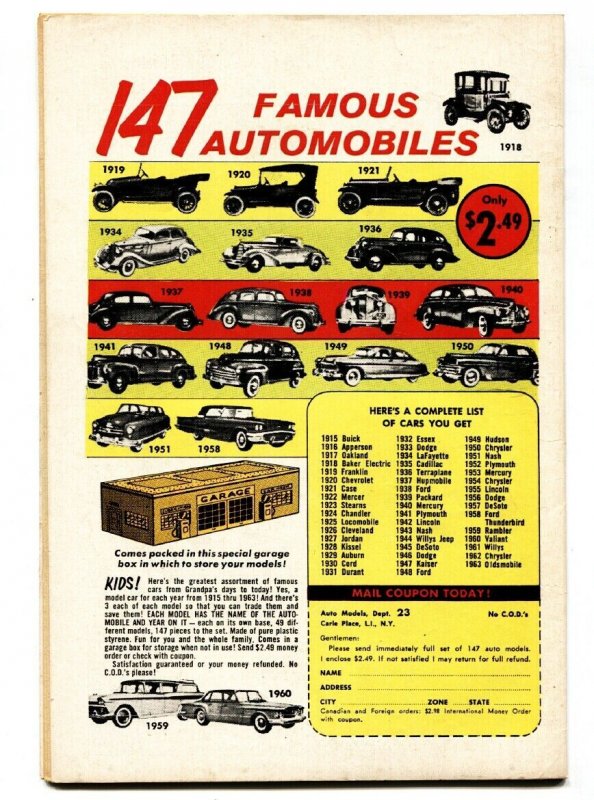 147 FAMOUS
AUTOMOBILES
1918
1919
1920
1921
Only
$2.49
1934
1935
1936
1937
1938
1939
1940
1941
1948
1949
1950
1951
1958
GARAGE
Comes packed in this special garage
box in which to store your models!
KIDS! Here's the greatest assortment of famous
cars from Grandpa's days to today! Yes, a
model car for each year from 1915 thru 1963! And there's
3 each of each model so that you can trade them and
save them! EACH MODEL HAS THE NAME OF THE AUTO-
MOBILE AND YEAR ON IT — each on its own base, 49 dif-
ferent models, 147 pieces to the set. Made of pure plastic
styrene. Fun for you and the whole family. Comes in a
garage box for storage when not in use! Send $2.49 money
order or check with coupon.
Satisfaction guaranteed or your money refunded. No
C.O.D.'s please!
1959
1960
HERE'S A COMPLETE LIST
OF CARS YOU GET
1915 Buick
1916 Apperson
1917 Oakland
1918 Baker Electric
1919 Franklin
1920 Chevrolet
1921 Case
1922 Mercer
1923 Stearns
1924 Chandler
1925 Locomobile
1926 Cleveland
1927 Jordan
1928 Kissel
1929 Auburn
1930 Cord
1931 Durant
1932 Essex
1933 Dodge
1934 LaFayette
1935 Cadillac
1936 Terraplane
1937 Hupmobile
1938 Ford
1939 Packard
1940 Mercury
1941 Plymouth
1942 Lincoln
1943 Nash
1944 Willys Jeep
1945 DeSoto
1946 Dodge
1947 Kaiser
1948 Ford
1949 Hudson
1950 Chrysler
1951 Nash
1952 Plymouth
1953 Mercury
1954 Chrysler
1955 Lincoln
1956 Dodge
1957 DeSoto
1958 Ford
Thunderbird
1959 Rambler
1960 Valiant
1961 Willys
1962 Chrysler
1963 Oldsmobile
MAIL COUPON TODAY!
Auto Models, Dept. 23 No C.O.D.'s
Carle Place, L.I., N.Y.
Gentlemen:
Please send immediately full set of 147 auto models.
I enclose $2.49. If not satisfied I may return for full refund.
NAME
ADDRESS
CITY ZONE STATE
Canadian and Foreign orders: $2.98 International Money Order
with coupon.